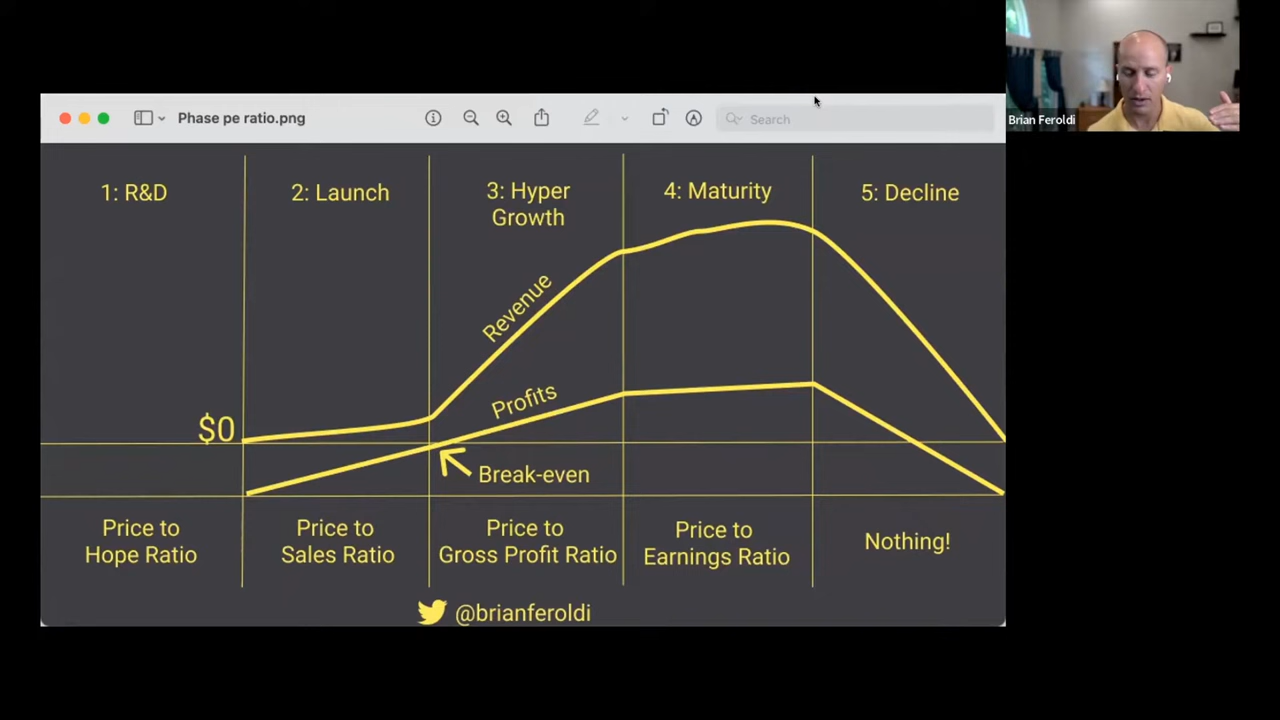 Phase pe ratio.png
Search
Brian Feroldi
1: R&D
2: Launch
3: Hyper
Growth
4: Maturity
5: Decline
Revenue
Profits
$0
Break-even
Price to
Hope Ratio
Price to
Sales Ratio
Price to
Gross Profit Ratio
Price to
Earnings Ratio
Nothing!
@brianferoldi